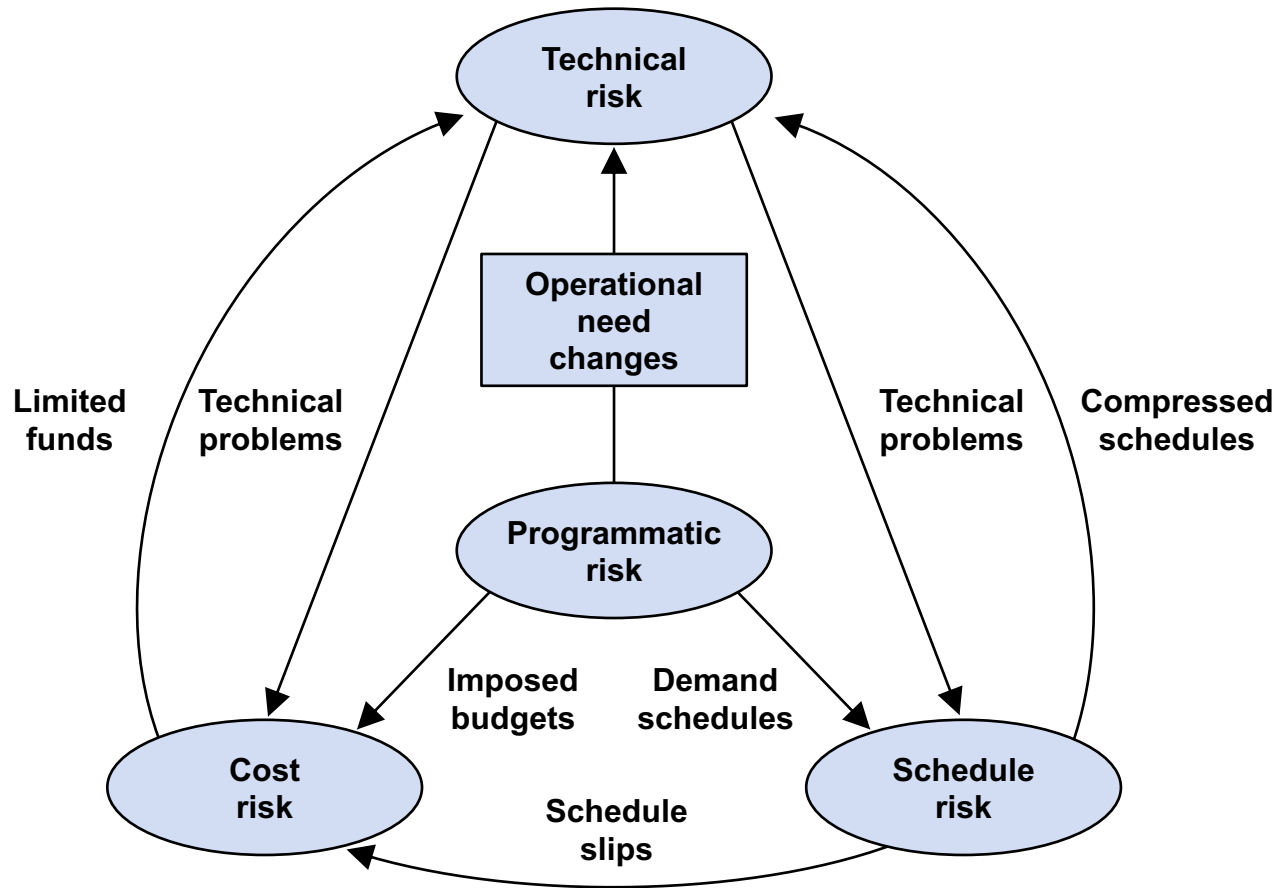 Technical
risk
Operational
need
changes
Limited
funds
Technical
problems
Technical
problems
Compressed
schedules
Programmatic
risk
Imposed
budgets
Demand
schedules
Cost
risk
Schedule
risk
Schedule
slips